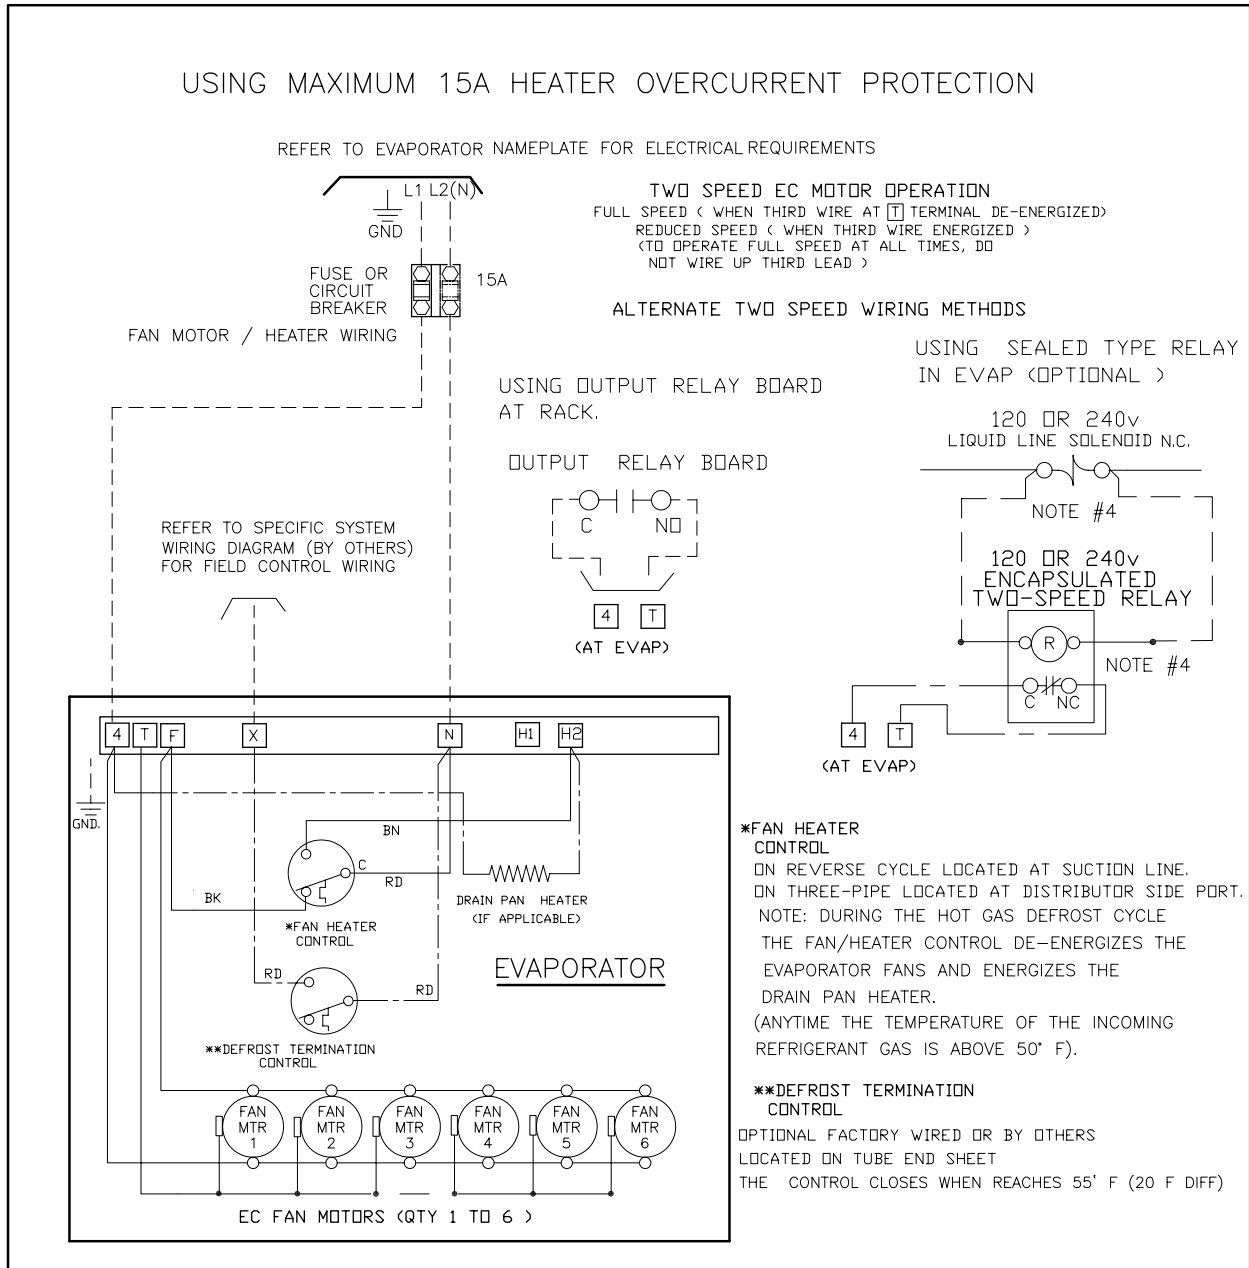 USING MAXIMUM 15A HEATER OVERCURRENT PROTECTION
REFER TO EVAPORATOR NAMEPLATE FOR ELECTRICAL REQUIREMENTS
L1 L2(N)
GND
FUSE OR
CIRCUIT
BREAKER
15A
FAN MOTOR / HEATER WIRING
TWO SPEED EC MOTOR OPERATION
FULL SPEED ( WHEN THIRD WIRE AT T TERMINAL DE-ENERGIZED)
REDUCED SPEED ( WHEN THIRD WIRE ENERGIZED )
(TO OPERATE FULL SPEED AT ALL TIMES, DO
NOT WIRE UP THIRD LEAD )
ALTERNATE TWO SPEED WIRING METHODS
USING OUTPUT RELAY BOARD
AT RACK.
OUTPUT RELAY BOARD
C NO
4 T
(AT EVAP)
USING SEALED TYPE RELAY
IN EVAP (OPTIONAL )
120 OR 240v
LIQUID LINE SOLENOID N.C.
NOTE #4
120 OR 240v
ENCAPSULATED
TWO-SPEED RELAY
R
NOTE #4
C NC
4 T
(AT EVAP)
REFER TO SPECIFIC SYSTEM
WIRING DIAGRAM (BY OTHERS)
FOR FIELD CONTROL WIRING
4 T F X N H1 H2
GND.
BN
C
RD
BK
*FAN HEATER
CONTROL
DRAIN PAN HEATER
(IF APPLICABLE)
EVAPORATOR
RD
RD
**DEFROST TERMINATION
CONTROL
FAN
MTR
1
FAN
MTR
2
FAN
MTR
3
FAN
MTR
4
FAN
MTR
5
FAN
MTR
6
EC FAN MOTORS (QTY 1 TO 6 )
*FAN HEATER
CONTROL
ON REVERSE CYCLE LOCATED AT SUCTION LINE.
ON THREE-PIPE LOCATED AT DISTRIBUTOR SIDE PORT.
NOTE: DURING THE HOT GAS DEFROST CYCLE
THE FAN/HEATER CONTROL DE-ENERGIZES THE
EVAPORATOR FANS AND ENERGIZES THE
DRAIN PAN HEATER.
(ANYTIME THE TEMPERATURE OF THE INCOMING
REFRIGERANT GAS IS ABOVE 50° F).
**DEFROST TERMINATION
CONTROL
OPTIONAL FACTORY WIRED OR BY OTHERS
LOCATED ON TUBE END SHEET
THE CONTROL CLOSES WHEN REACHES 55' F (20 F DIFF)